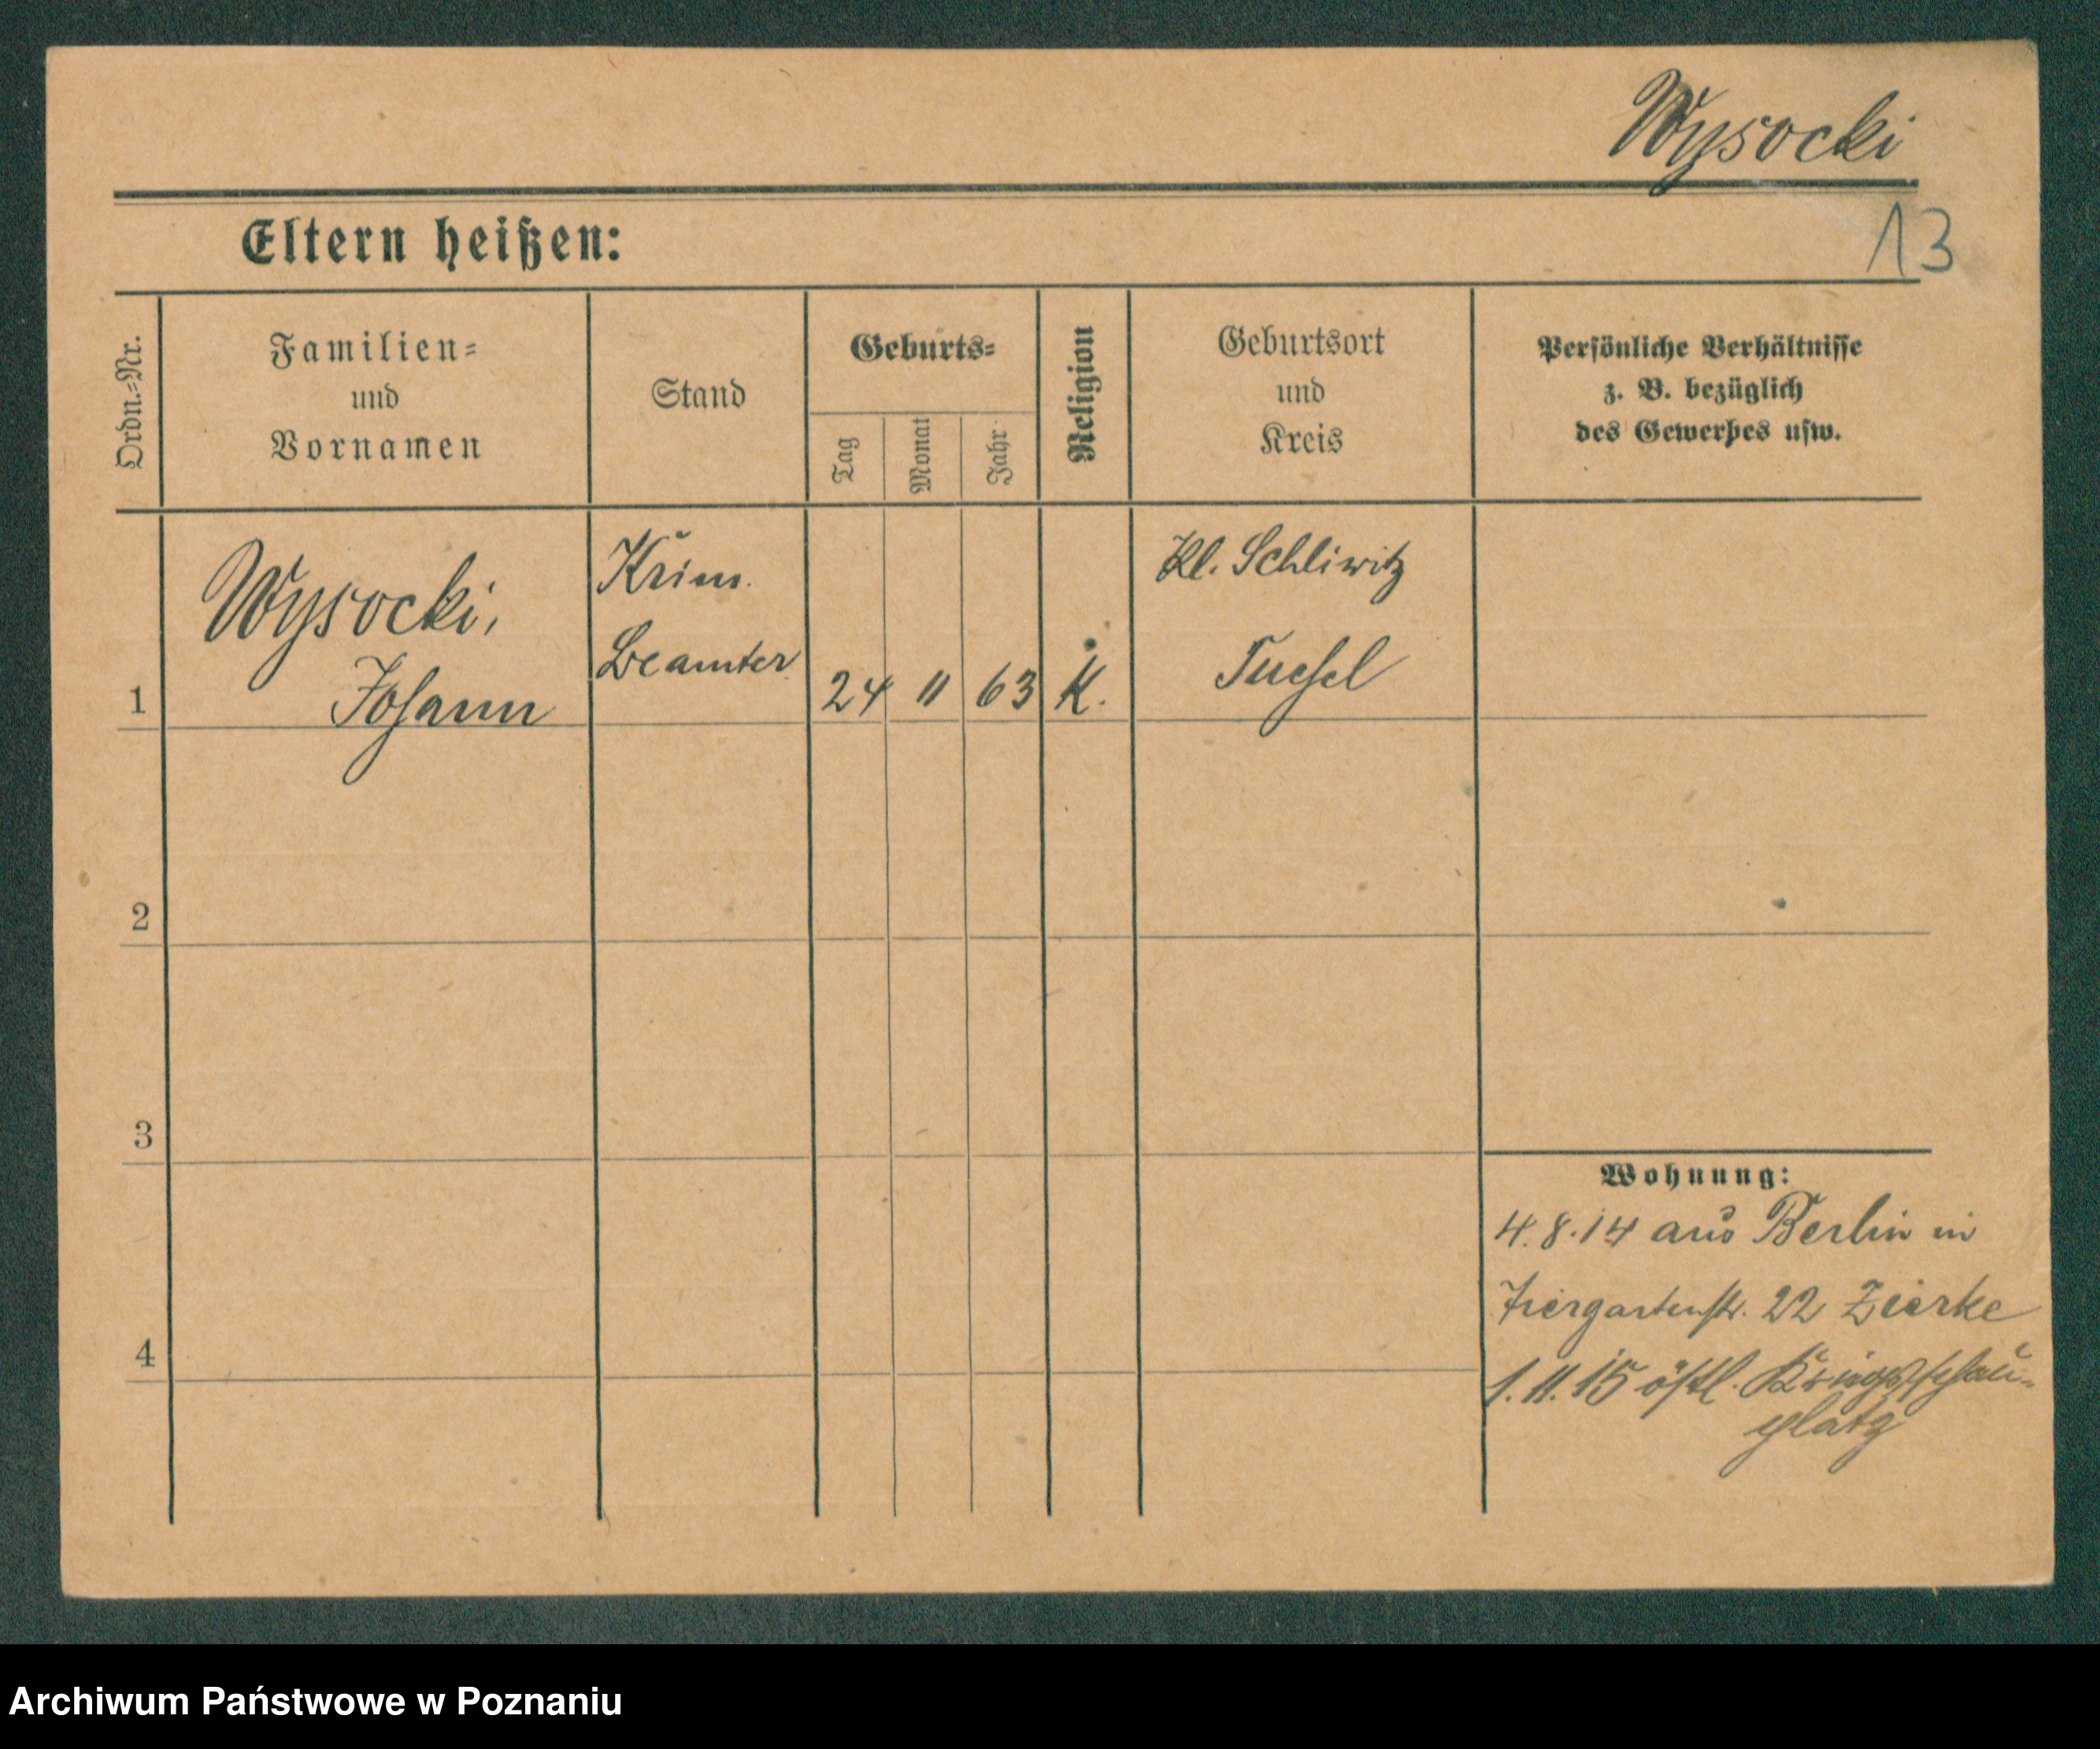 Wysocki
13
Eltern heißen:
Ordn.=Nr.
Familien=
und
Vornamen
Stand
Geburts=
Tag
Monat
Jahr
Religion
Geburtsort
und
Kreis
Persönliche Verhältnisse
z. B. bezüglich
des Gewerbes usw.
1
Wysocki,
Johann
Krim.
Beamter
24
11
63
K.
Kl. Schliwitz
Tuchel
2
3
4
Wohnung:
4.8.14 aus Berlin in
Tiergartenstr. 22 Zierke
1.11.15 östl. Kriegsschau-
platz
Archiwum Państwowe w Poznaniu